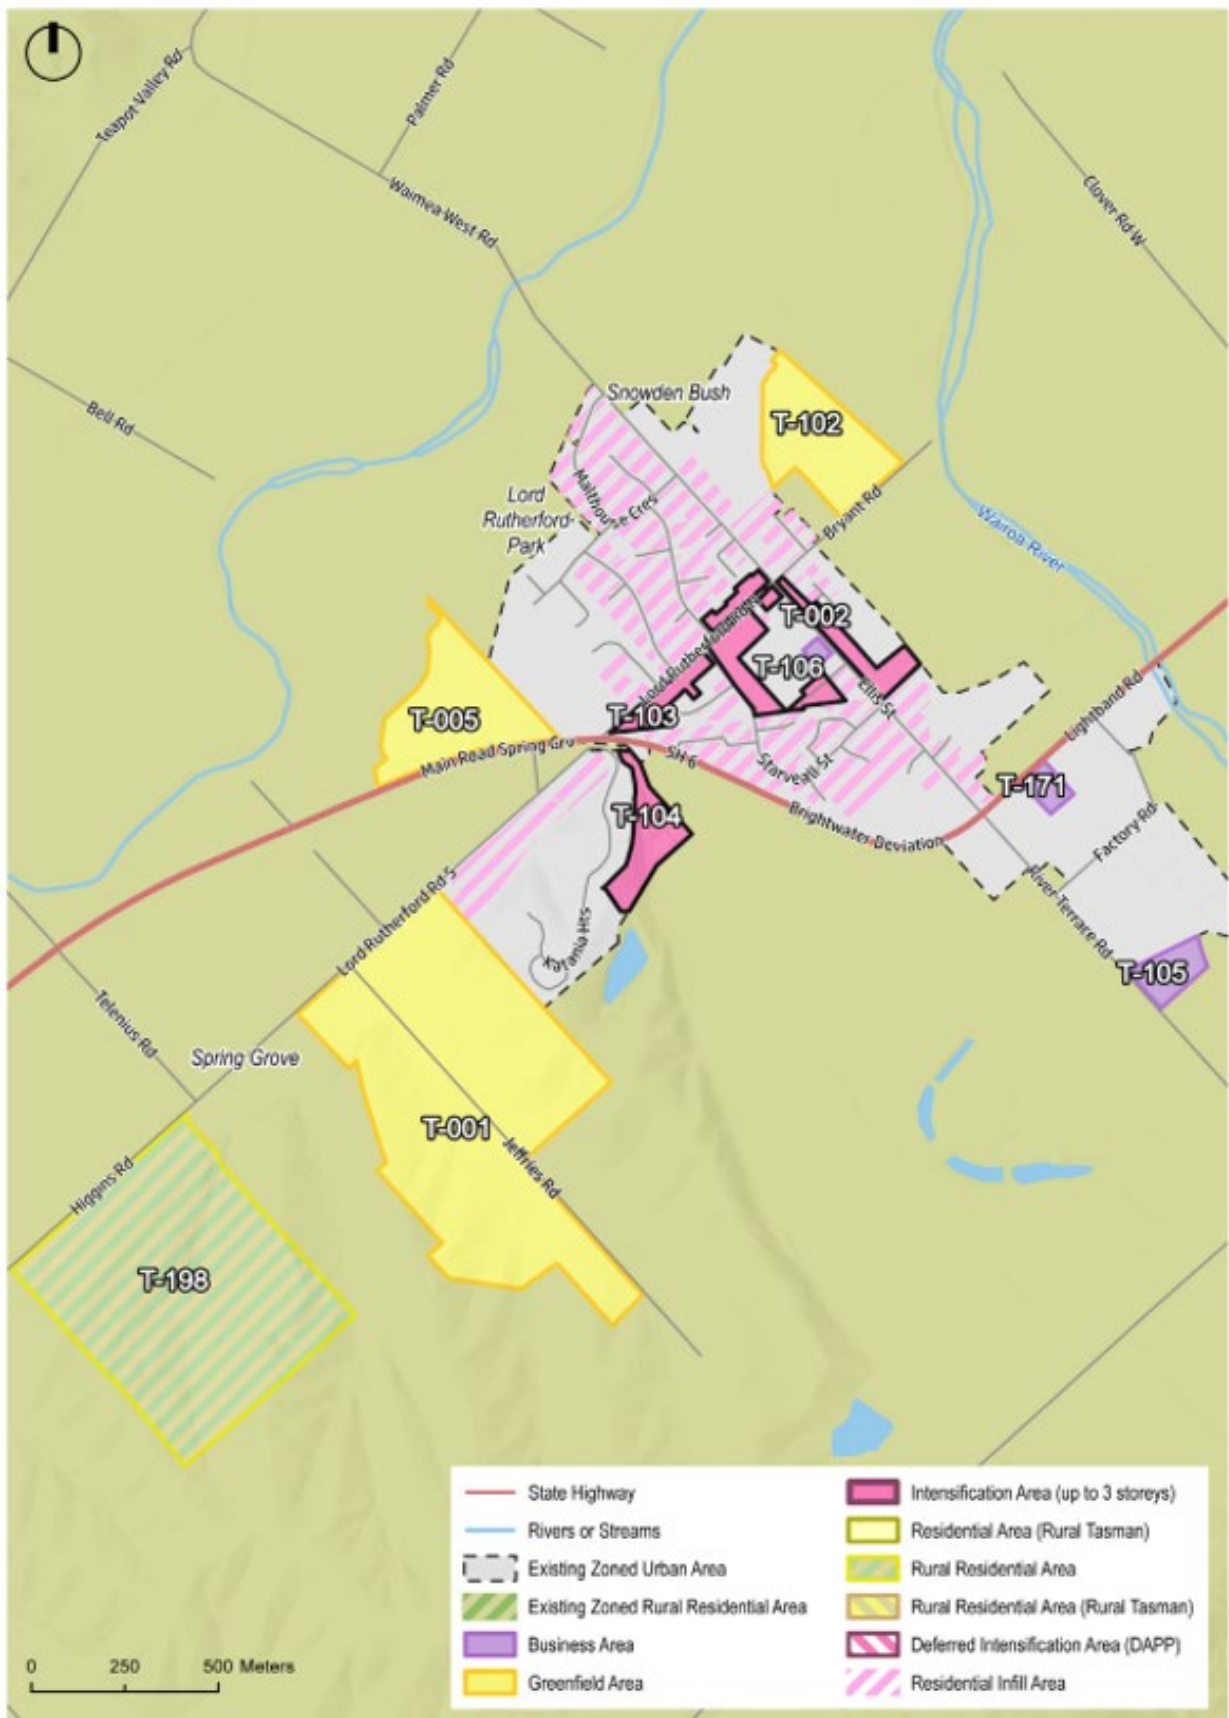 Teapot Valley Rd
Palmer Rd
Waimea West Rd
Clover Rd W
Bell Rd
Snowden Bush
T-102
Lord
Rutherford
Park
Malthouse Cres
Bryant Rd
Wairoa River
T-002
T-106
Lord Rutherford
Ellis St
T-103
T-005
Main Road Spring Gro
SH 6
Starveall St
Lightband Rd
T-171
T-104
Brightwater Deviation
Factory Rd
River Terrace Rd
T-105
Lord Rutherford Rd S
Katania Hts
Telenius Rd
Spring Grove
T-001
Jeffries Rd
Higgins Rd
T-198
State Highway
Rivers or Streams
Existing Zoned Urban Area
Existing Zoned Rural Residential Area
Business Area
Greenfield Area
Intensification Area (up to 3 storeys)
Residential Area (Rural Tasman)
Rural Residential Area
Rural Residential Area (Rural Tasman)
Deferred Intensification Area (DAPP)
Residential Infill Area
0 250 500 Meters